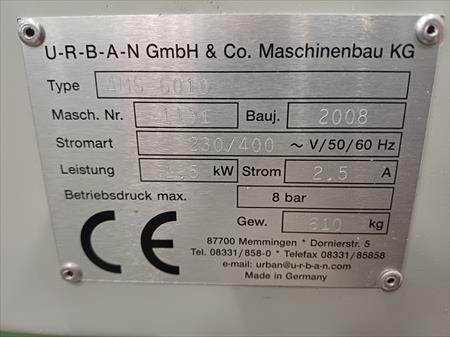 U-R-B-A-N GmbH & Co. Maschinenbau KG
Type 6010
Masch. Nr. Bauj. 2008
Stromart 230/400 ~ V/50/60 Hz
Leistung kW Strom 2,5 A
Betriebsdruck max. 8 bar
CE
Gew. 310 kg
87700 Memmingen * Dornierstr. 5
Tel. 08331/858-0 * Telefax 08331/85858
e-mail: urban@u-r-b-a-n.com
Made in Germany